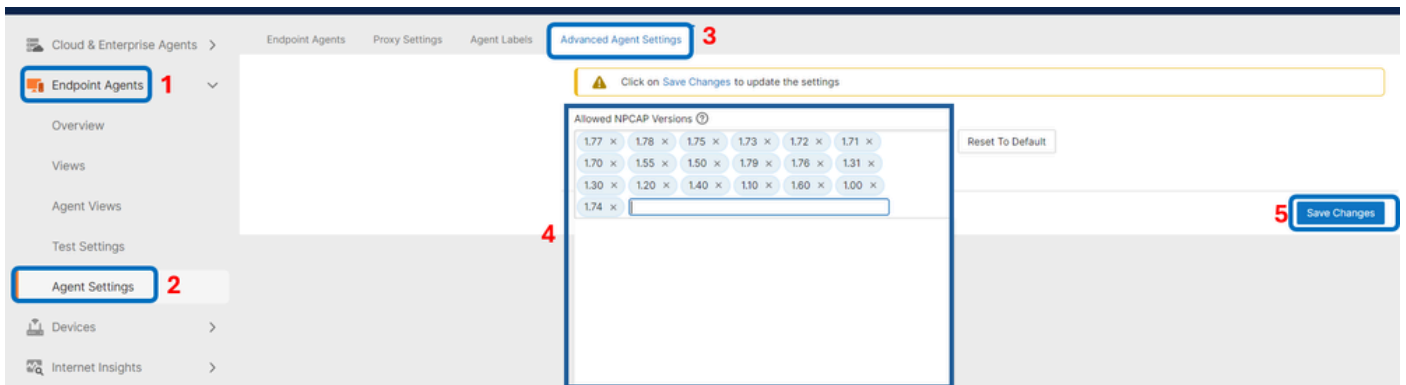 Cloud & Enterprise Agents
Endpoint Agents 1
Overview
Views
Agent Views
Test Settings
Agent Settings 2
Devices
Internet Insights
Endpoint Agents Proxy Settings Agent Labels Advanced Agent Settings 3
Click on Save Changes to update the settings
4
Allowed NPCAP Versions ?
1.77 × 1.78 × 1.75 × 1.73 × 1.72 × 1.71 ×
1.70 × 1.55 × 1.50 × 1.79 × 1.76 × 1.31 ×
1.30 × 1.20 × 1.40 × 1.10 × 1.60 × 1.00 ×
1.74 ×
Reset To Default
5 Save Changes